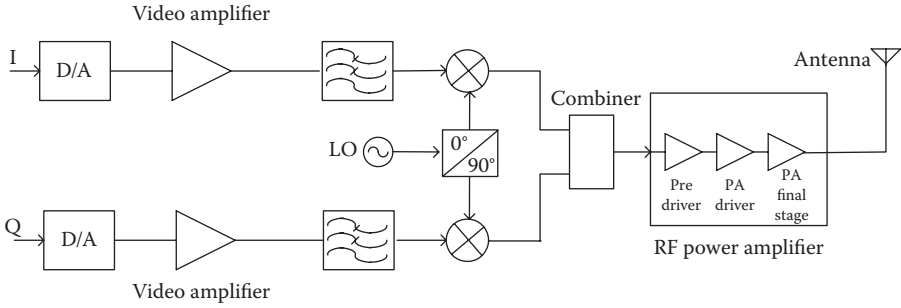 Video amplifier
I
D/A
Antenna
Combiner
LO
0°
90°
Pre
driver
PA
driver
PA
final
stage
Q
D/A
RF power amplifier
Video amplifier